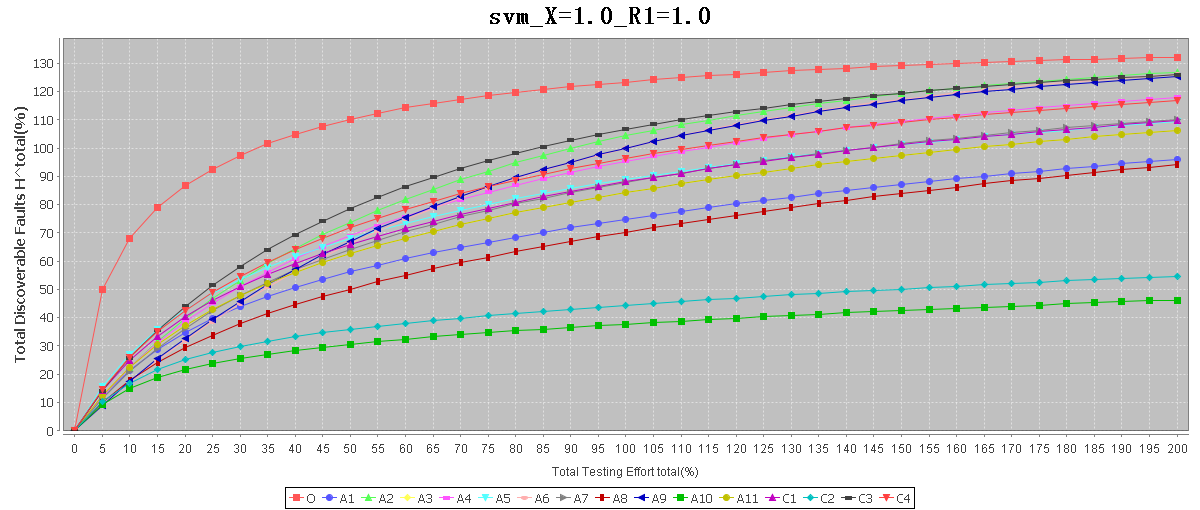 svm_X=1.0_R1=1.0
Total Discoverable Faults H^total(%)
130
120
110
100
90
80
70
60
50
40
30
20
10
0
0 5 10 15 20 25 30 35 40 45 50 55 60 65 70 75 80 85 90 95 100 105 110 115 120 125 130 135 140 145 150 155 160 165 170 175 180 185 190 195 200
Total Testing Effort total(%)
O A1 A2 A3 A4 A5 A6 A7 A8 A9 A10 A11 C1 C2 C3 C4